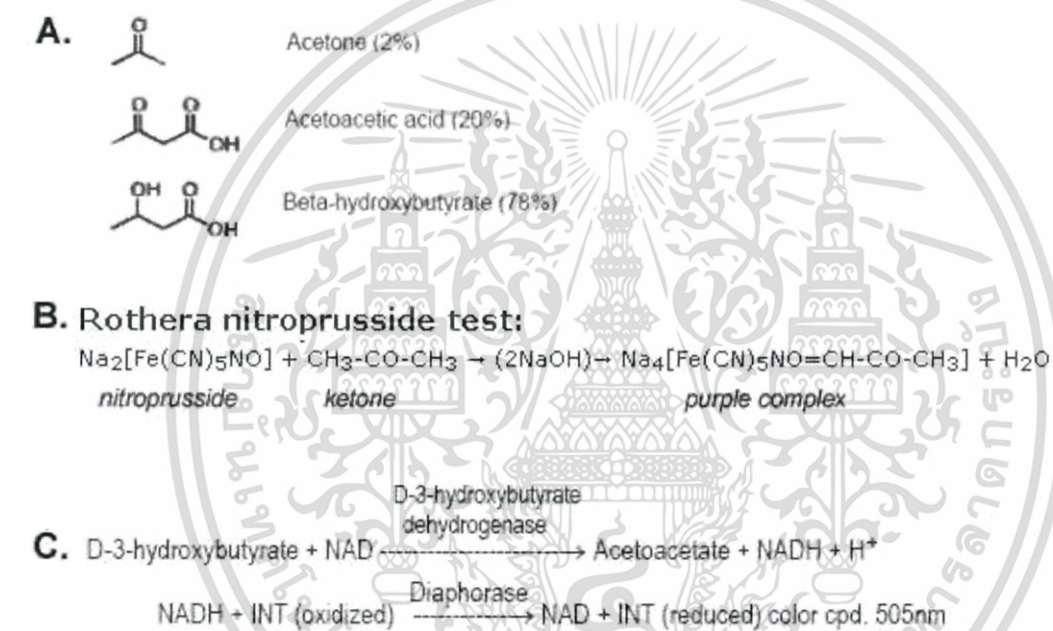 A.
O
Acetone (2%)
O O
OH
Acetoacetic acid (20%)
OH O
OH
Beta-hydroxybutyrate (78%)
B. Rothera nitroprusside test:
Na2[Fe(CN)5NO] + CH3-CO-CH3 → (2NaOH)→ Na4[Fe(CN)5NO=CH-CO-CH3] + H2O
nitroprusside ketone purple complex
D-3-hydroxybutyrate
dehydrogenase
C. D-3-hydroxybutyrate + NAD → Acetoacetate + NADH + H+
Diaphorase
NADH + INT (oxidized) → NAD + INT (reduced) color cpd. 505nm